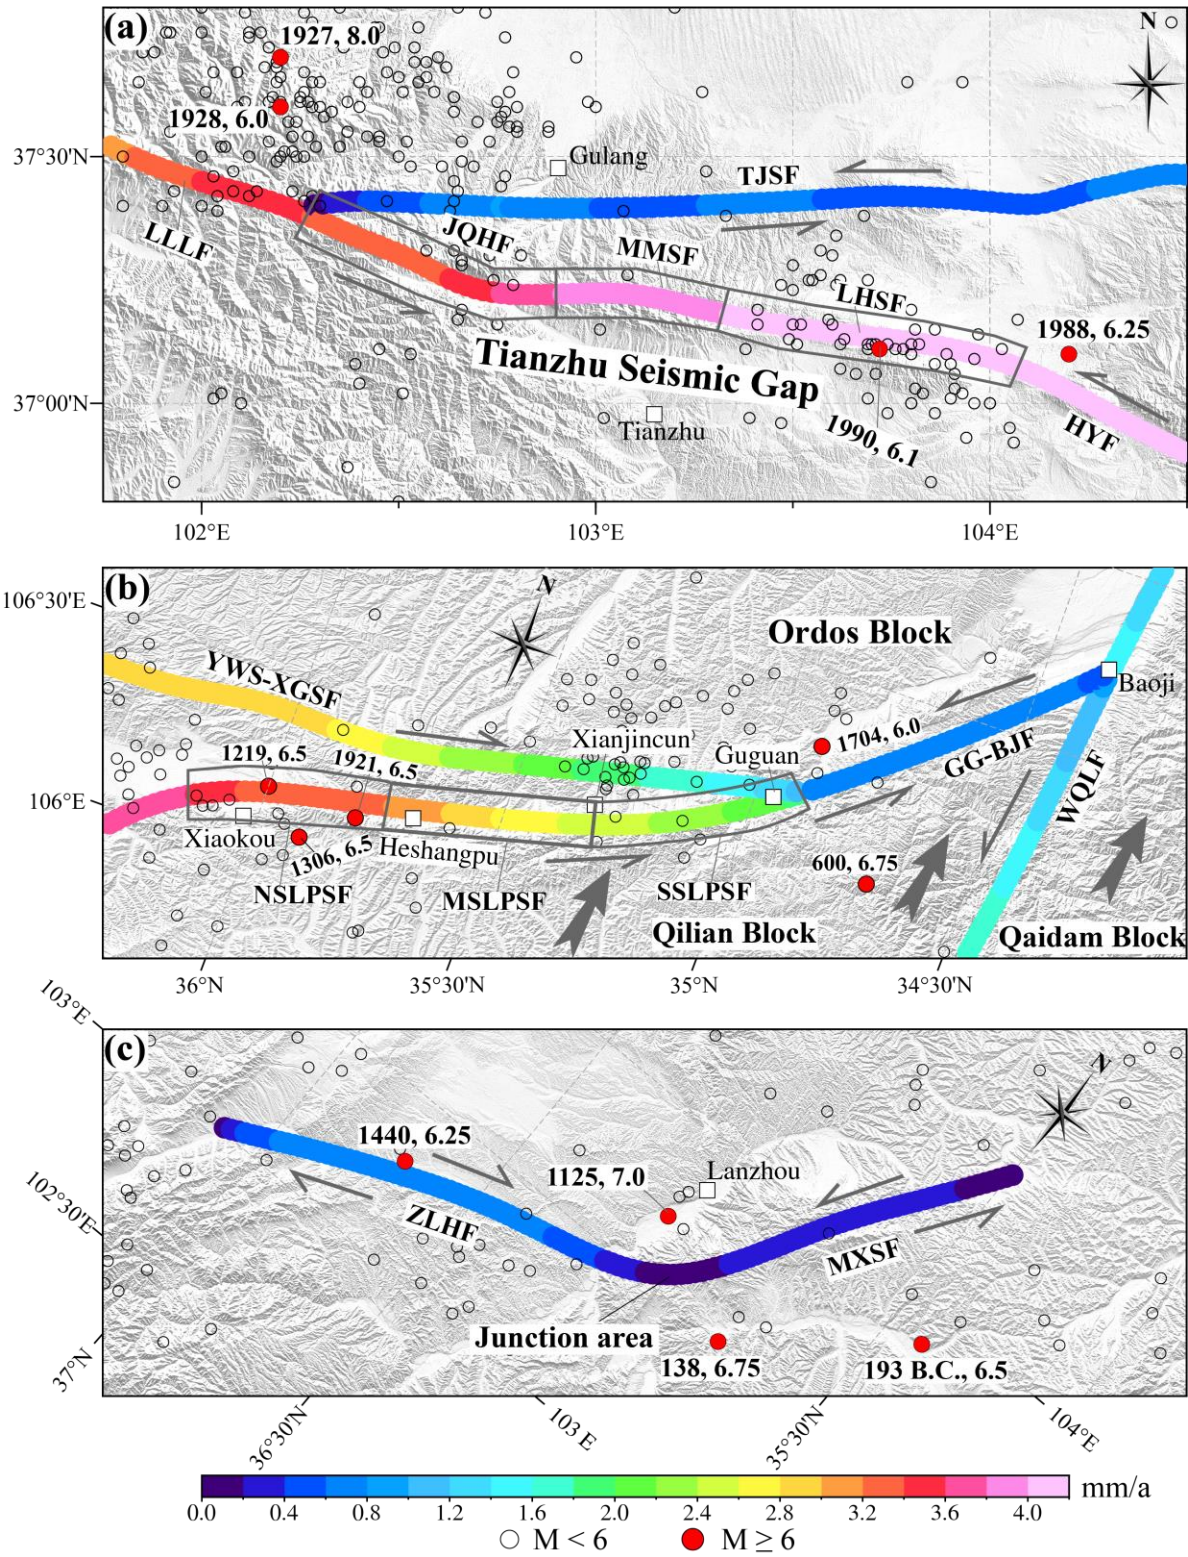 (a)
N
1927, 8.0
1928, 6.0
37°30'N
Gulang
TJSF
LLLF
JQHF
MMSF
LHSF
1988, 6.25
Tianzhu Seismic Gap
37°00'N
Tianzhu
1990, 6.1
HYF
102°E
103°E
104°E
(b)
N
106°30'E
Ordos Block
YWS-XGSF
Baoji
1219, 6.5
1921, 6.5
Xianjincun
Guguan
1704, 6.0
GG-BJF
WQLF
106°E
Xiaokou
1306, 6.5
Heshangpu
NSLPSF
MSLPSF
SSLPSF
600, 6.75
Qilian Block
Qaidam Block
36°N
35°30'N
35°N
34°30'N
103°E
(c)
N
1440, 6.25
1125, 7.0
Lanzhou
102°30'E
ZLHF
MXSF
Junction area
138, 6.75
193 B.C., 6.5
37°N
36°30'N
103 E
35°30'N
104°E
mm/a
0.0 0.4 0.8 1.2 1.6 2.0 2.4 2.8 3.2 3.6 4.0
M < 6 M ≥ 6